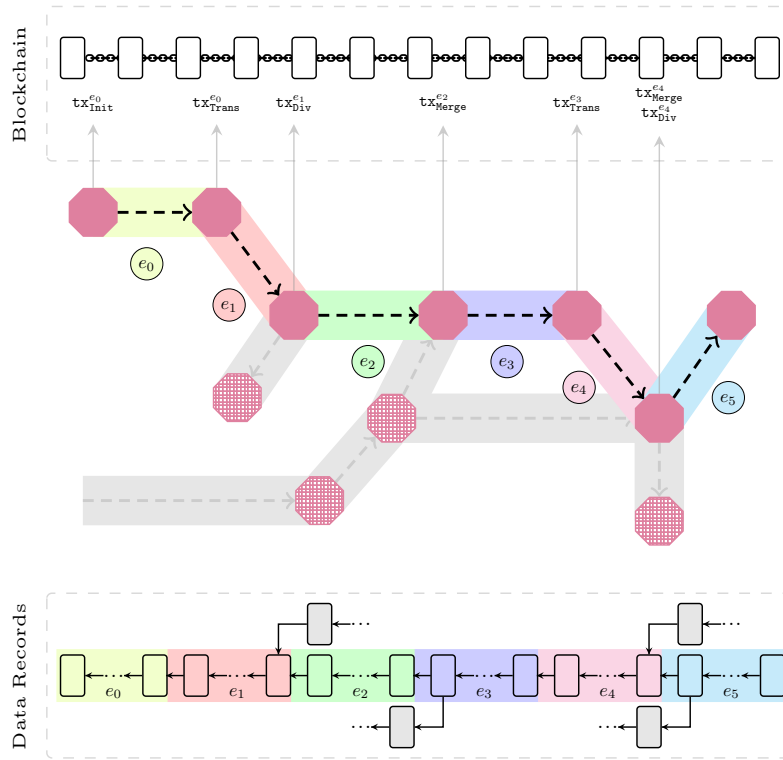 Blockchain
tx^{e_0}_{Init} tx^{e_0}_{Trans} tx^{e_1}_{Div} tx^{e_2}_{Merge} tx^{e_3}_{Trans} tx^{e_4}_{Merge}
tx^{e_4}_{Div}
e_0
e_1
e_2 e_3 e_4 e_5
Data Records
... ...
... ... ... ... ... ...
e_0 e_1 e_2 e_3 e_4 e_5
... ...